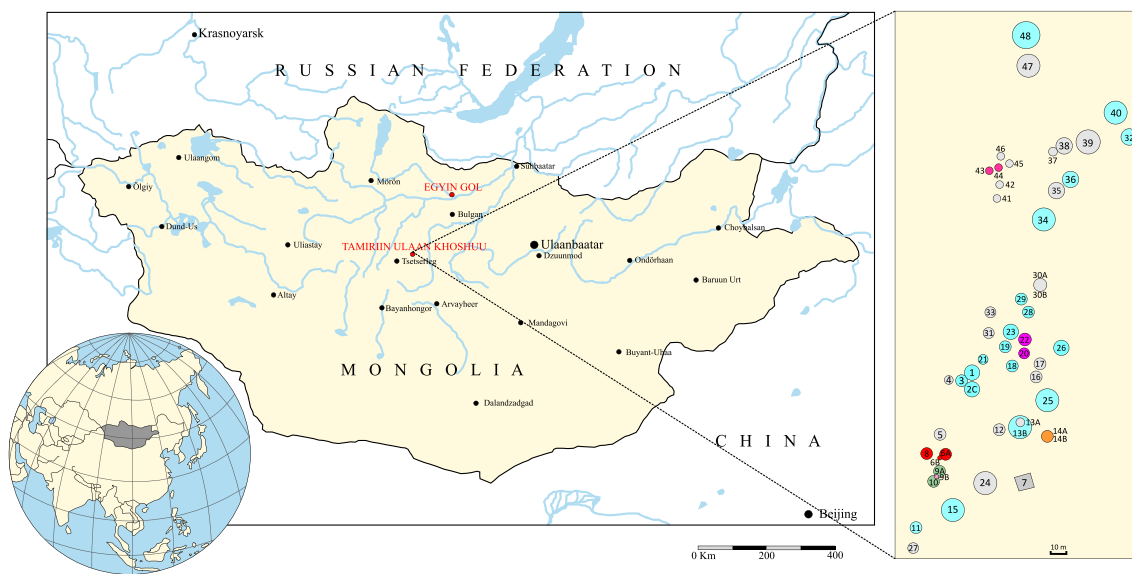 Krasnoyarsk
RUSSIAN FEDERATION
Ulaangom
Ölgiy
Mörön
Sühbaatar
EGYIN GOL
Bulgan
Dund-Us
Uliastay
TAMIRIIN ULAAN KHOSHUU
Tsetserleg
Ulaanbaatar
Dzuunmod
Choybalsan
Ondörhaan
Baruun Urt
Altay
Bayanhongor
Arvayheer
Mandagovi
Buyant-Uhaa
MONGOLIA
Dalandzadgad
CHINA
Beijing
0 Km 200 400
48
47
40
32
39
38
37
46
45
43
44
42
41
36
35
34
30A
30B
29
28
33
31
23
22
19
20
26
21
18
17
16
1
4
3
2C
25
13A
12
13B
14A
14B
5
8
6A
6B
9A
9B
10
24
7
15
11
27
10 m